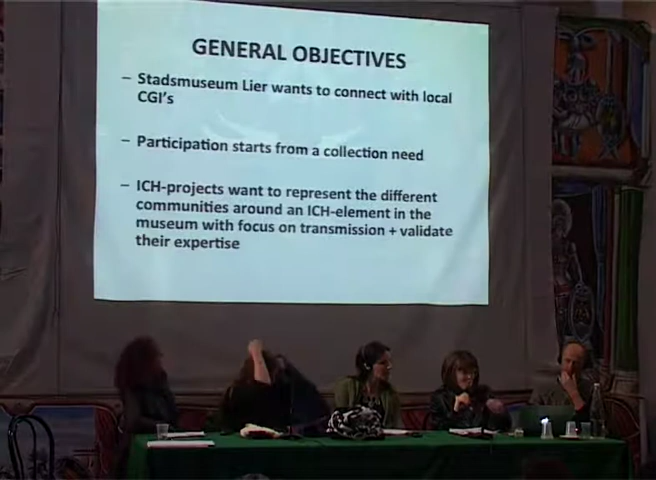 GENERAL OBJECTIVES
– Stadsmuseum Lier wants to connect with local
CGI's
– Participation starts from a collection need
– ICH-projects want to represent the different
communities around an ICH-element in the
museum with focus on transmission + validate
their expertise